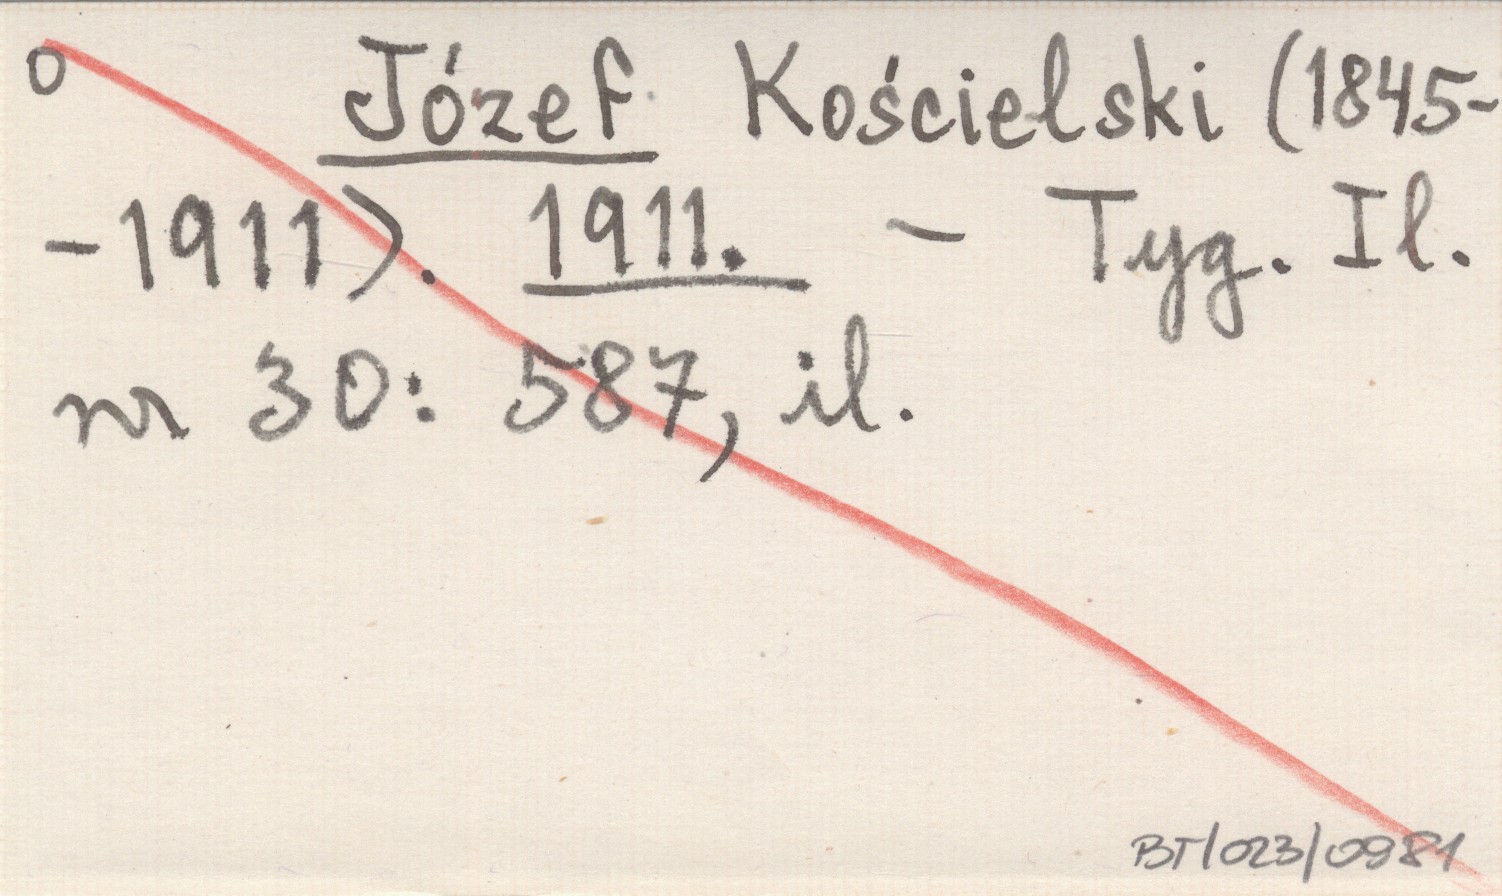 o Józef Kościelski (1845-
-1911). 1911. - Tyg. Il.
nr 30: 587, il.
BT/023/0981